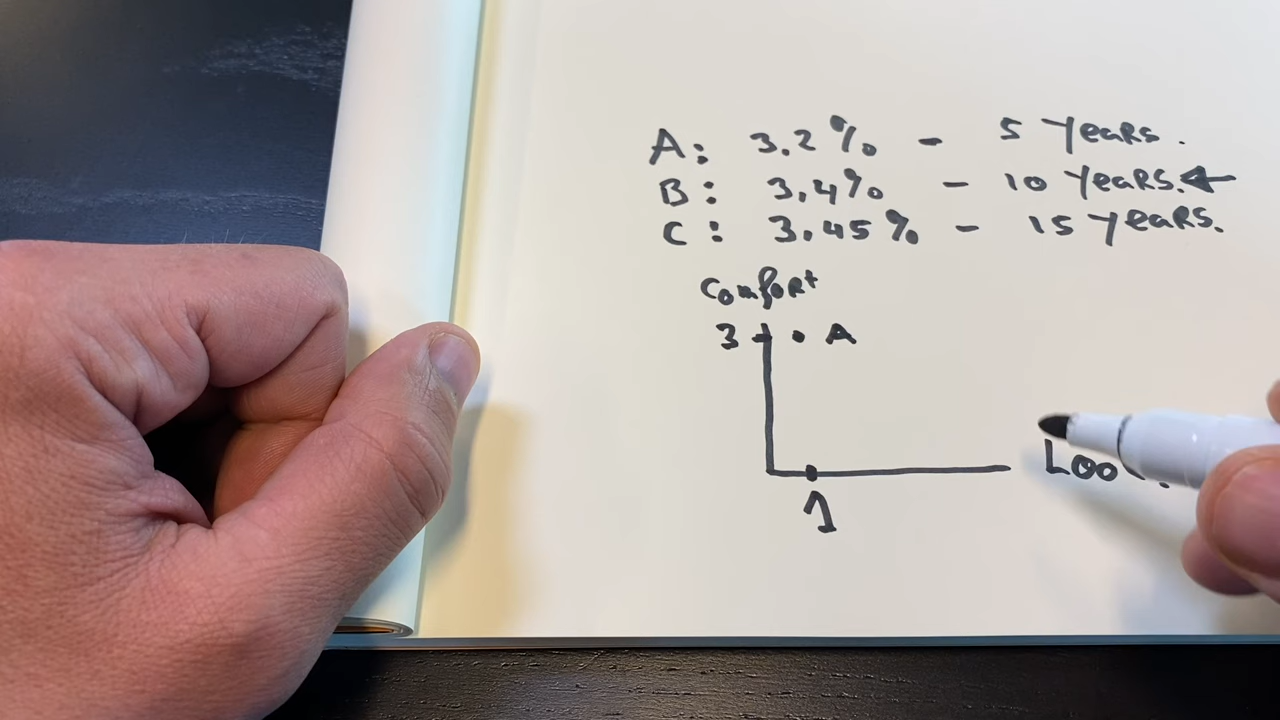 A: 3.2% - 5 Years.
B: 3.4% - 10 Years.
C: 3.45% - 15 Years.
Comfort
3 A
1